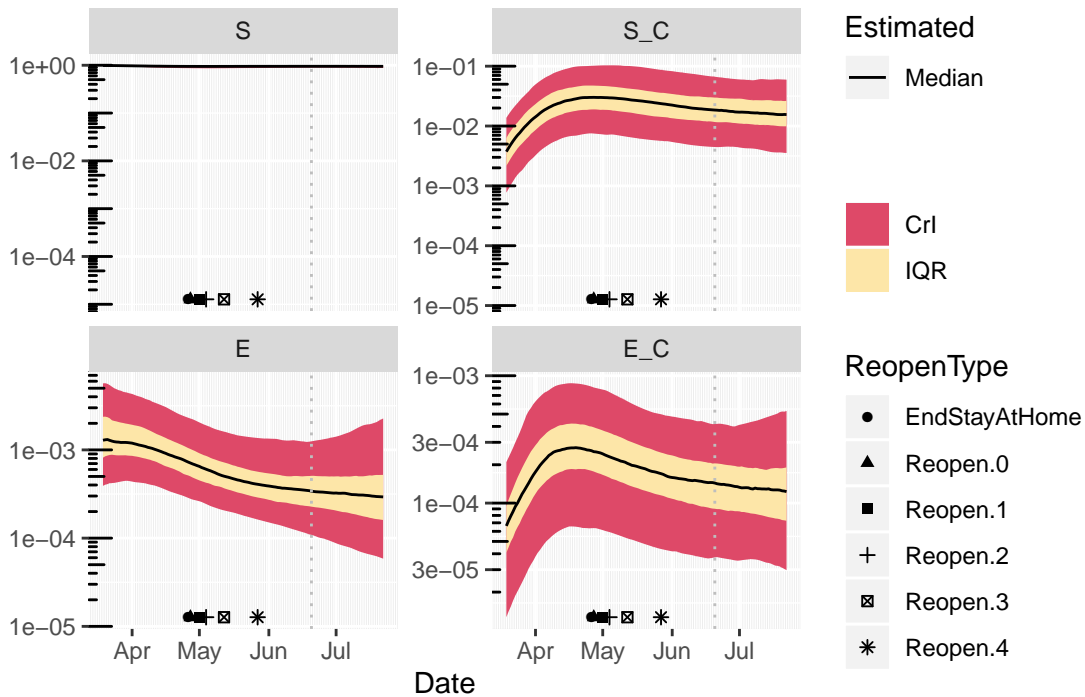 S
S_C
1e+00
1e−02
1e−04
1e−01
1e−02
1e−03
1e−04
1e−05
E
E_C
1e−03
1e−04
1e−05
1e−03
3e−04
1e−04
3e−05
Apr
May
Jun
Jul
Apr
May
Jun
Jul
Date
Estimated
Median
CrI
IQR
ReopenType
EndStayAtHome
Reopen.0
Reopen.1
Reopen.2
Reopen.3
Reopen.4